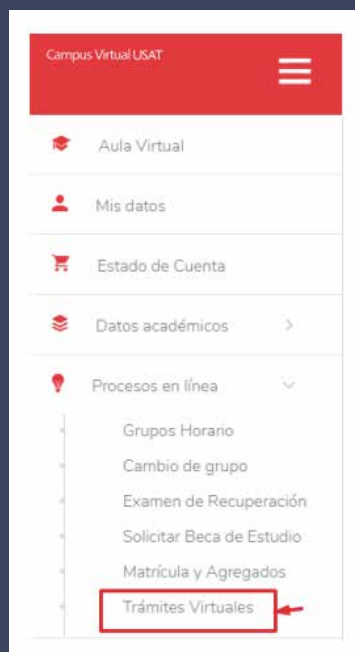 Campus Virtual USAT
Aula Virtual
Mis datos
Estado de Cuenta
Datos académicos
Procesos en línea
Grupos Horario
Cambio de grupo
Examen de Recuperación
Solicitar Beca de Estudio
Matrícula y Agregados
Trámites Virtuales